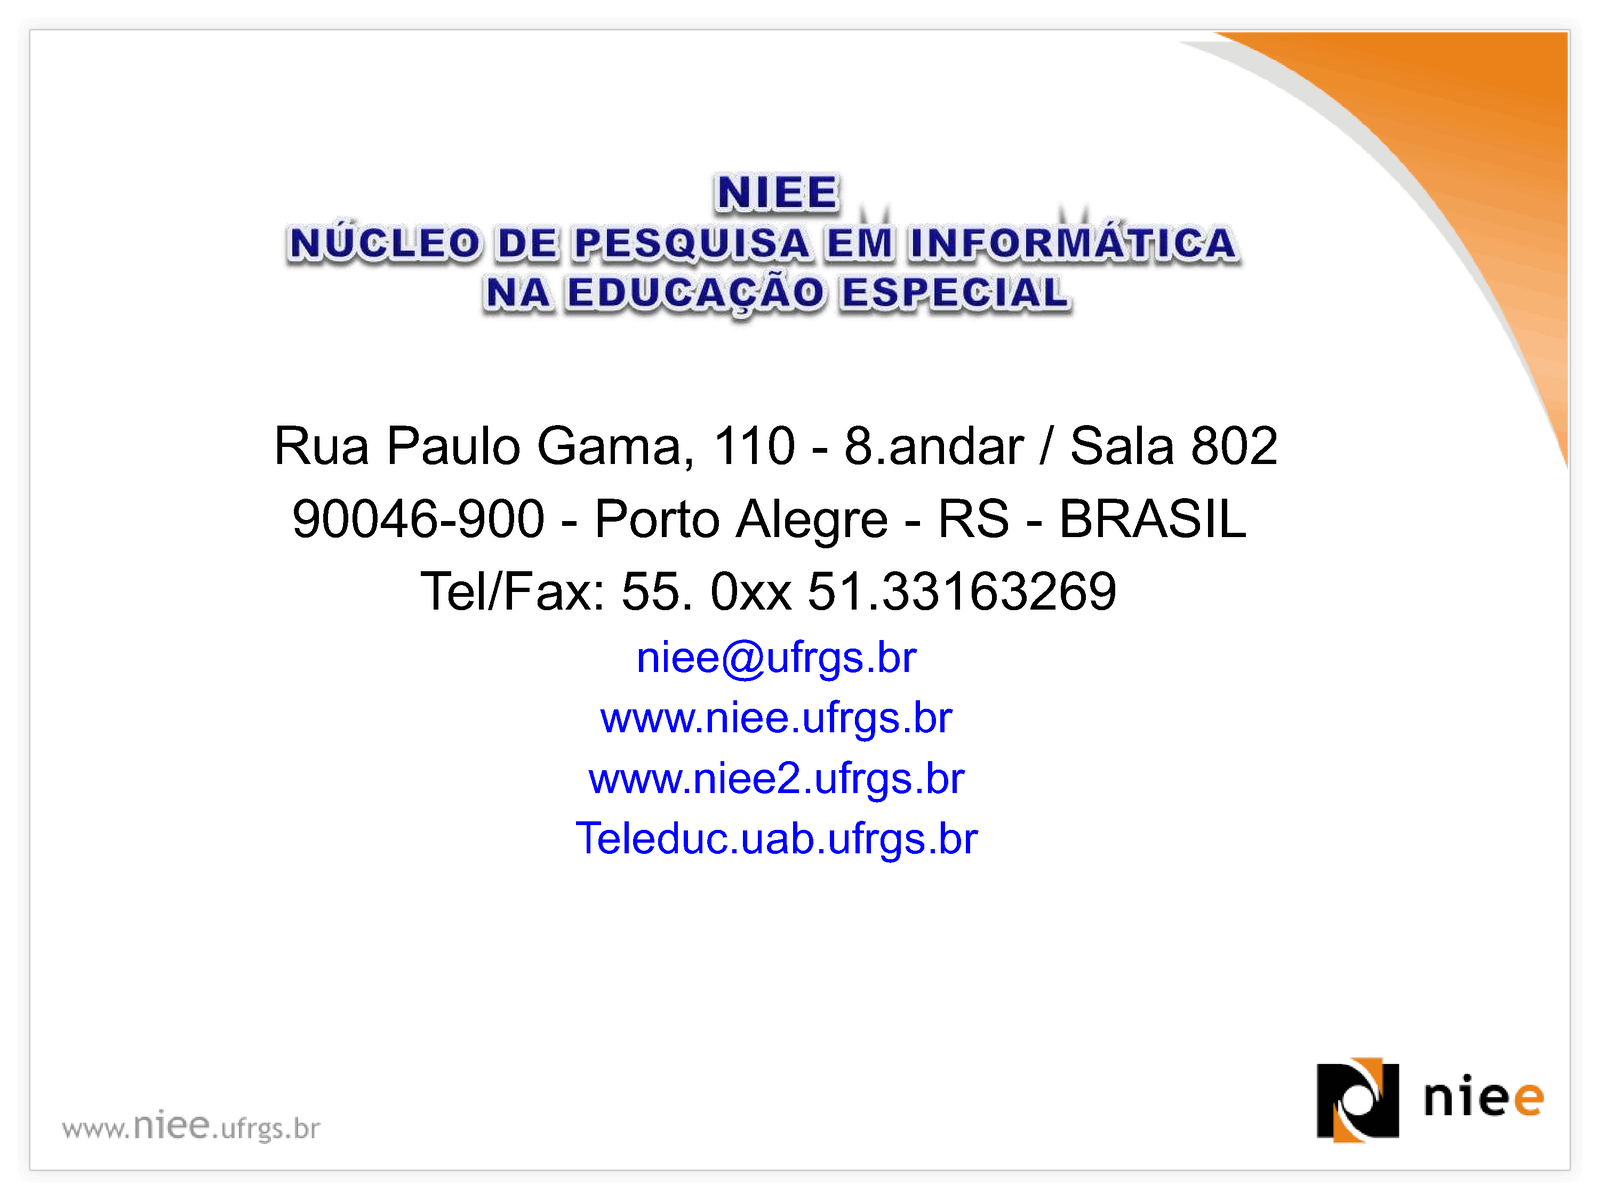 NIEE
NÚCLEO DE PESQUISA EM INFORMÁTICA
NA EDUCAÇÃO ESPECIAL
Rua Paulo Gama, 110 - 8.andar / Sala 802
90046-900 - Porto Alegre - RS - BRASIL
Tel/Fax: 55. 0xx 51.33163269
niee@ufrgs.br
www.niee.ufrgs.br
www.niee2.ufrgs.br
Teleduc.uab.ufrgs.br
www.niee.ufrgs.br
niee